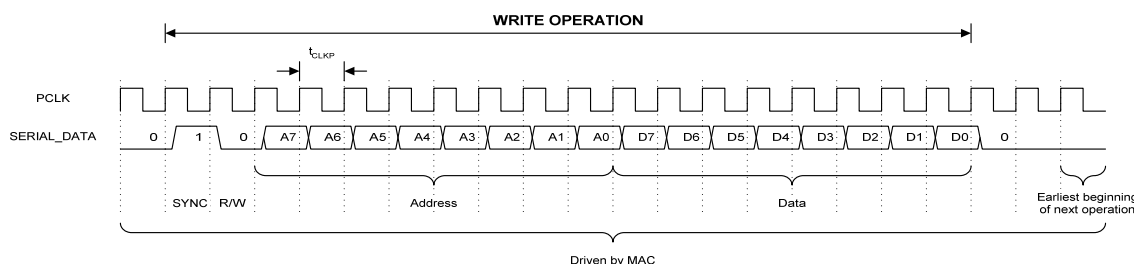 WRITE OPERATION
tCLKP
PCLK
SERIAL_DATA 0 1 0 A7 A6 A5 A4 A3 A2 A1 A0 D7 D6 D5 D4 D3 D2 D1 D0 0
SYNC R/W Address Data Earliest beginning
of next operation
Driven by MAC